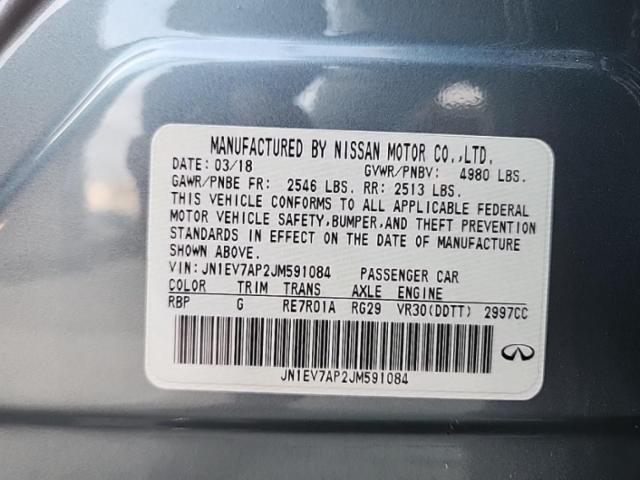 MANUFACTURED BY NISSAN MOTOR CO.,LTD.
DATE: 03/18 GVWR/PNBV: 4980 LBS.
GAWR/PNBE FR: 2546 LBS. RR: 2513 LBS.
THIS VEHICLE CONFORMS TO ALL APPLICABLE FEDERAL
MOTOR VEHICLE SAFETY,BUMPER,AND THEFT PREVENTION
STANDARDS IN EFFECT ON THE DATE OF MANUFACTURE
SHOWN ABOVE.
VIN: JN1EV7AP2JM591084 PASSENGER CAR
COLOR TRIM TRANS AXLE ENGINE
RBP G RE7R01A RG29 VR30(DDTT) 2997CC
JN1EV7AP2JM591084